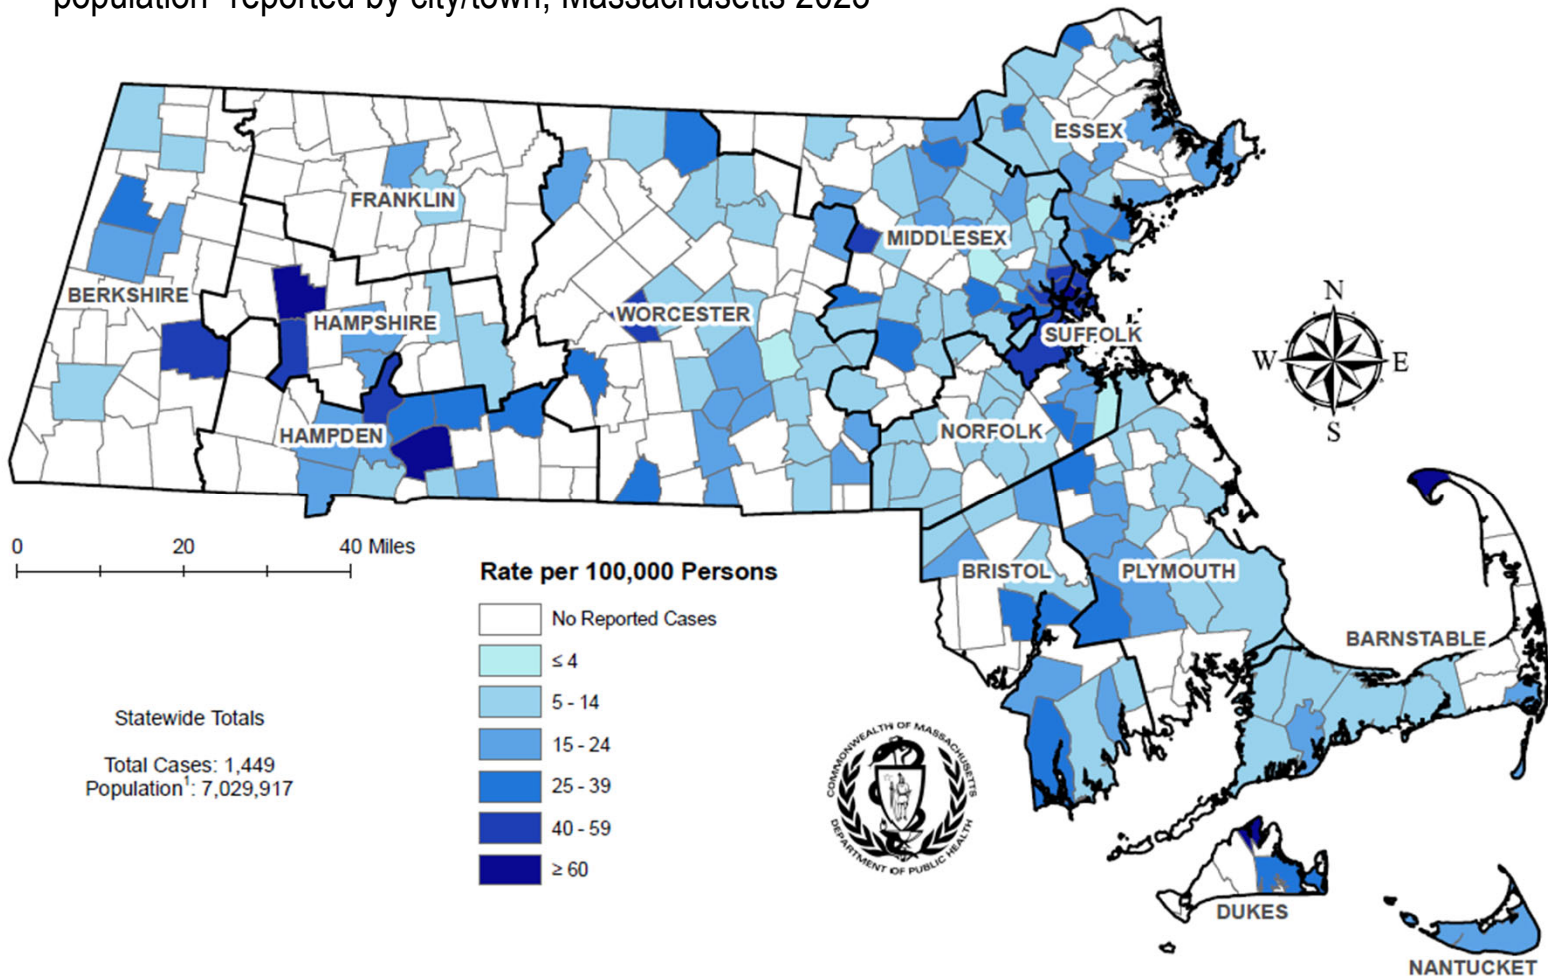 population reported by city/town, Massachusetts 2023
ESSEX
FRANKLIN
MIDDLESEX
BERKSHIRE
HAMPSHIRE
WORCESTER
SUFFOLK
HAMPDEN
NORFOLK
N
W E
S
0 20 40 Miles
Rate per 100,000 Persons
No Reported Cases
≤ 4
5 - 14
15 - 24
25 - 39
40 - 59
≥ 60
BRISTOL
PLYMOUTH
BARNSTABLE
Statewide Totals
Total Cases: 1,449
Population¹: 7,029,917
COMMONWEALTH OF MASSACHUSETTS
DEPARTMENT OF PUBLIC HEALTH
DUKES
NANTUCKET